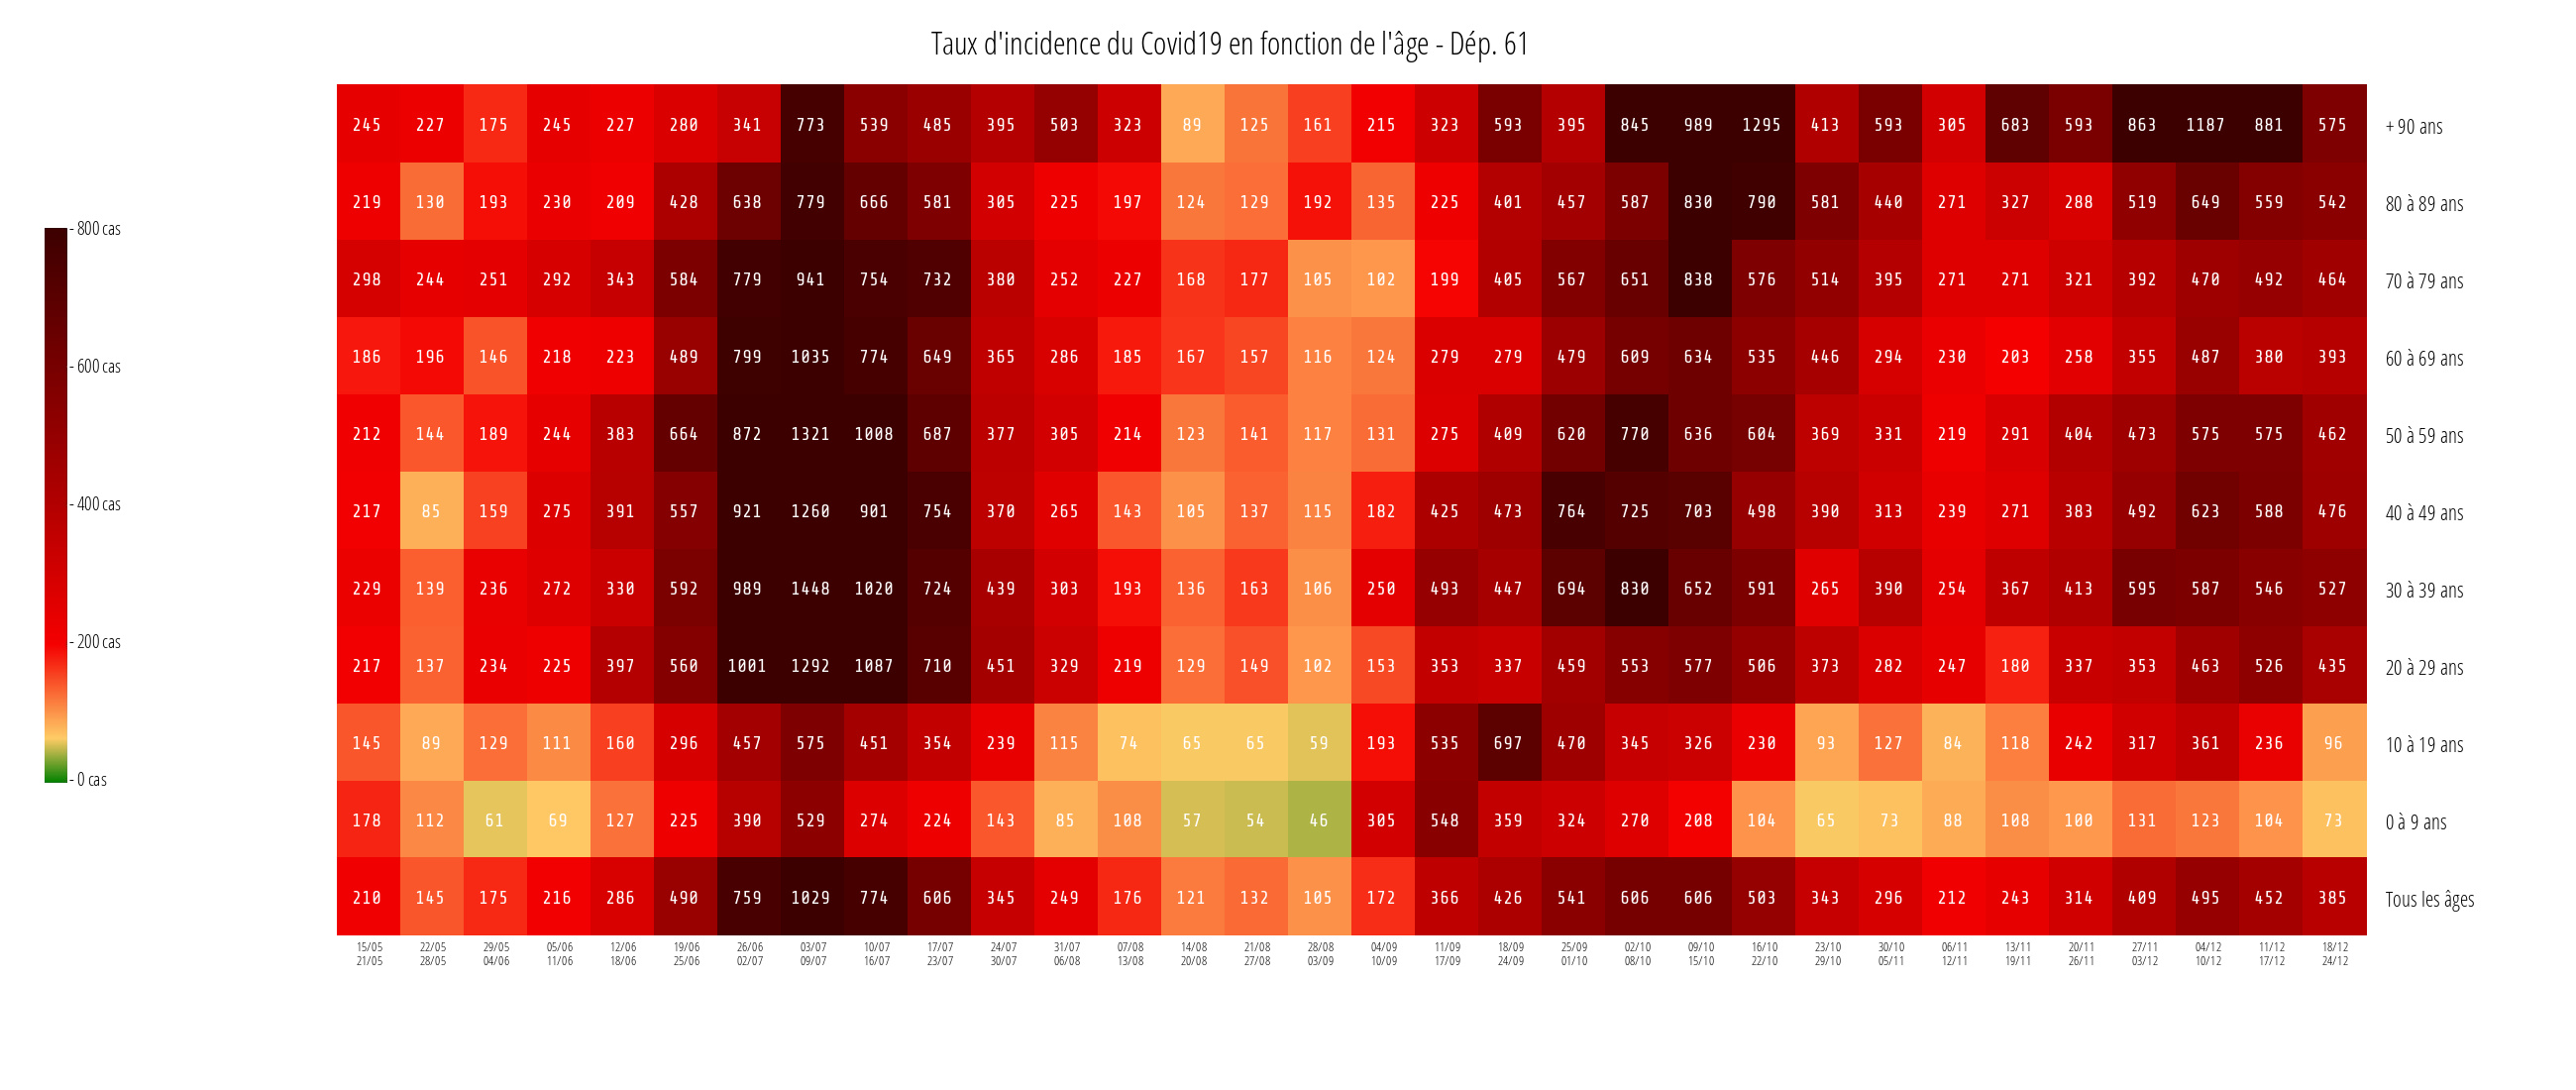 Taux d'incidence du Covid19 en fonction de l'âge - Dép. 61
- 800 cas
- 600 cas
- 400 cas
- 200 cas
- 0 cas
245 227 175 245 227 280 341 773 539 485 395 503 323 89 125 161 215 323 593 395 845 989 1295 413 593 305 683 593 863 1187 881 575 + 90 ans
219 130 193 230 209 428 638 779 666 581 305 225 197 124 129 192 135 225 401 457 587 830 790 581 440 271 327 288 519 649 559 542 80 à 89 ans
298 244 251 292 343 584 779 941 754 732 380 252 227 168 177 105 102 199 405 567 651 838 576 514 395 271 271 321 392 470 492 464 70 à 79 ans
186 196 146 218 223 489 799 1035 774 649 365 286 185 167 157 116 124 279 279 479 609 634 535 446 294 230 203 258 355 487 380 393 60 à 69 ans
212 144 189 244 383 664 872 1321 1008 687 377 305 214 123 141 117 131 275 409 620 770 636 604 369 331 219 291 404 473 575 575 462 50 à 59 ans
217 85 159 275 391 557 921 1260 901 754 370 265 143 105 137 115 182 425 473 764 725 703 498 390 313 239 271 383 492 623 588 476 40 à 49 ans
229 139 236 272 330 592 989 1448 1020 724 439 303 193 136 163 106 250 493 447 694 830 652 591 265 390 254 367 413 595 587 546 527 30 à 39 ans
217 137 234 225 397 560 1001 1292 1087 710 451 329 219 129 149 102 153 353 337 459 553 577 506 373 282 247 180 337 353 463 526 435 20 à 29 ans
145 89 129 111 160 296 457 575 451 354 239 115 74 65 65 59 193 535 697 470 345 326 230 93 127 84 118 242 317 361 236 96 10 à 19 ans
178 112 61 69 127 225 390 529 274 224 143 85 108 57 54 46 305 548 359 324 270 208 104 65 73 88 108 100 131 123 104 73 0 à 9 ans
210 145 175 216 286 490 759 1029 774 606 345 249 176 121 132 105 172 366 426 541 606 606 503 343 296 212 243 314 409 495 452 385 Tous les âges
15/05 22/05 29/05 05/06 12/06 19/06 26/06 03/07 10/07 17/07 24/07 31/07 07/08 14/08 21/08 28/08 04/09 11/09 18/09 25/09 02/10 09/10 16/10 23/10 30/10 06/11 13/11 20/11 27/11 04/12 11/12 18/12
21/05 28/05 04/06 11/06 18/06 25/06 02/07 09/07 16/07 23/07 30/07 06/08 13/08 20/08 27/08 03/09 10/09 17/09 24/09 01/10 08/10 15/10 22/10 29/10 05/11 12/11 19/11 26/11 03/12 10/12 17/12 24/12